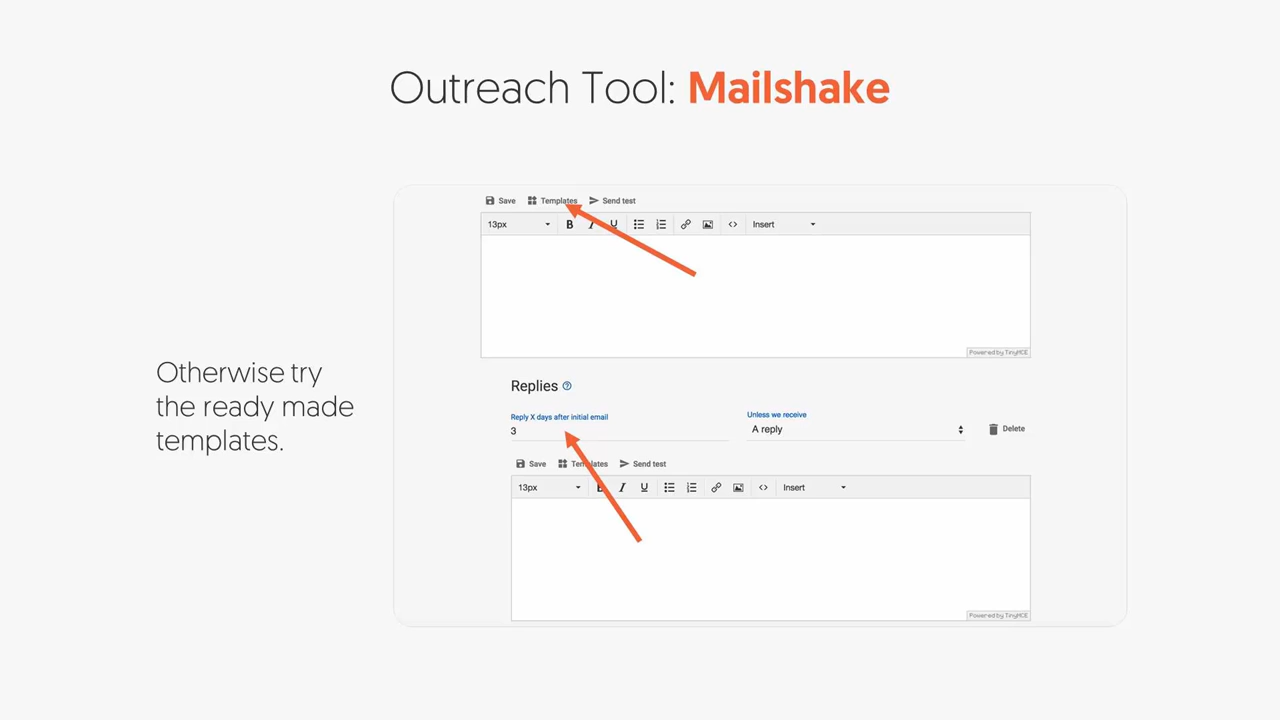 Outreach Tool: Mailshake
Save Templates Send test
13px B I U Insert
Powered by TinyMCE
Otherwise try
the ready made
templates.
Replies
Reply X days after initial email Unless we receive
3 A reply Delete
Save Templates Send test
13px B I U Insert
Powered by TinyMCE